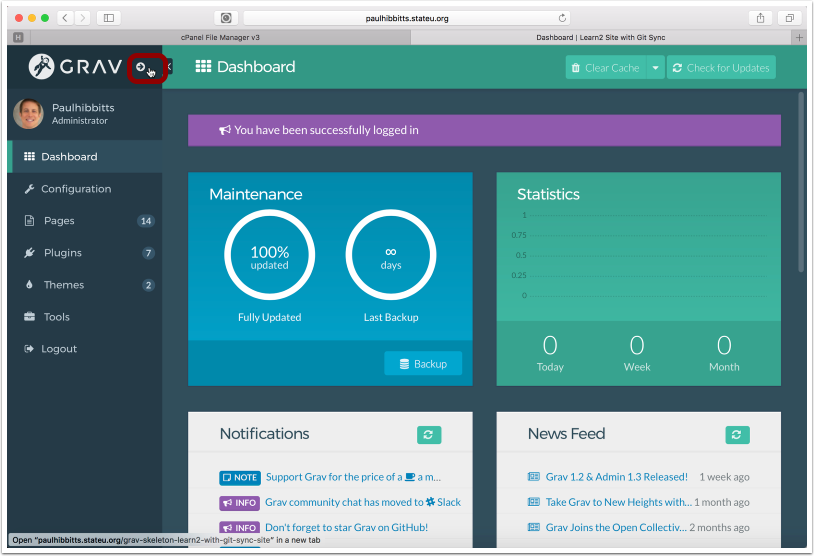 paulhibbitts.stateu.org
H
cPanel File Manager v3
Dashboard | Learn2 Site with Git Sync
GRAV
Dashboard
Clear Cache
Check for Updates
Paulhibbitts
Administrator
You have been successfully logged in
Dashboard
Configuration
Pages 14
Plugins 7
Themes 2
Tools
Logout
Maintenance
100%
updated
∞
days
Fully Updated
Last Backup
Backup
Statistics
1
0.75
0.5
0.25
0
0
0
0
Today
Week
Month
Notifications
NOTE Support Grav for the price of a a m...
INFO Grav community chat has moved to Slack
INFO Don't forget to star Grav on GitHub!
News Feed
Grav 1.2 & Admin 1.3 Released! 1 week ago
Take Grav to New Heights with... 1 month ago
Grav Joins the Open Collectiv... 2 months ago
Open "paulhibbitts.stateu.org/grav-skeleton-learn2-with-git-sync-site" in a new tab